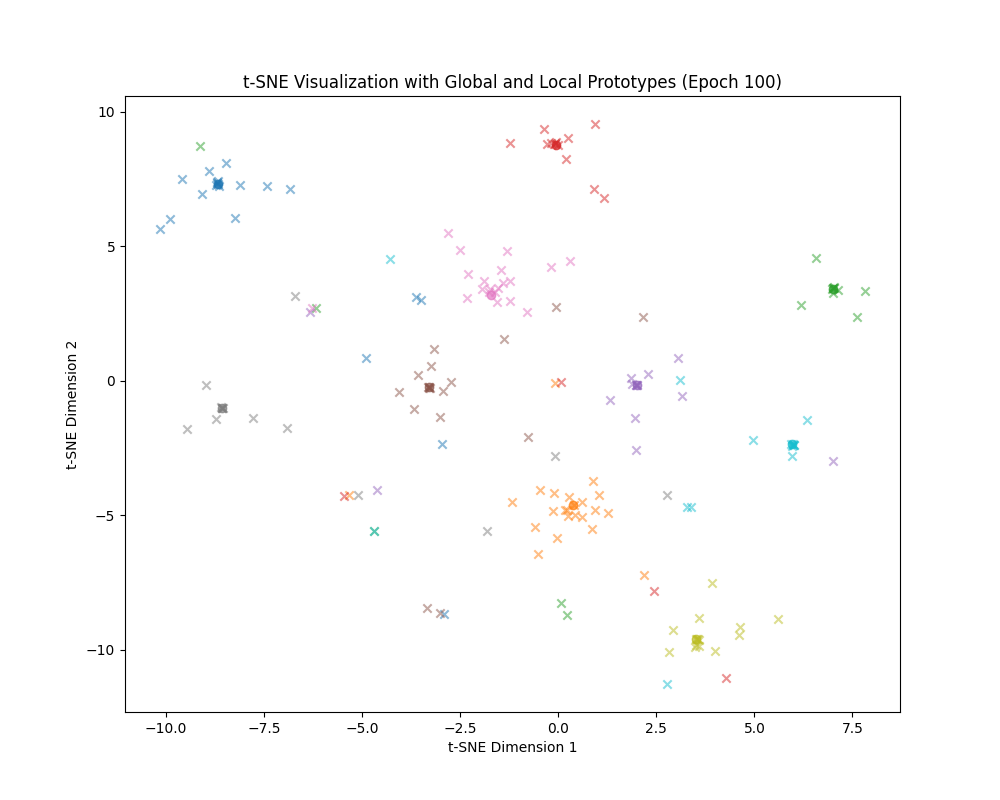 t-SNE Visualization with Global and Local Prototypes (Epoch 100)
10
5
0
−5
−10
t-SNE Dimension 2
−10.0 −7.5 −5.0 −2.5 0.0 2.5 5.0 7.5
t-SNE Dimension 1